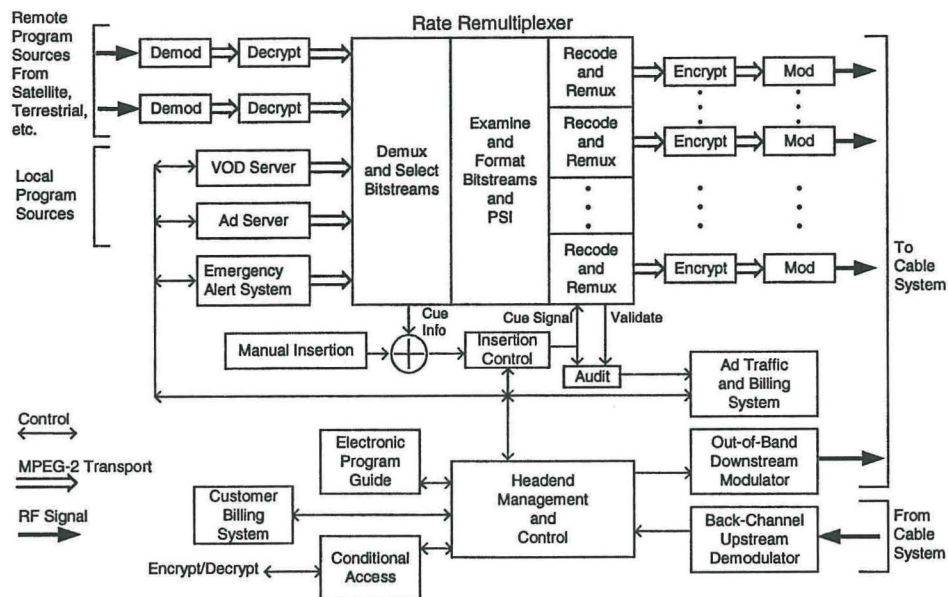 Rate Remultiplexer
Remote
Program
Sources
From
Satellite,
Terrestrial,
etc.
Demod
Decrypt
Demod
Decrypt
Local
Program
Sources
VOD Server
Ad Server
Emergency
Alert System
Demux
and Select
Bitstreams
Examine
and
Format
Bitstreams
and
PSI
Recode
and
Remux
Recode
and
Remux
Recode
and
Remux
Encrypt
Mod
Encrypt
Mod
Encrypt
Mod
To
Cable
System
Cue
Info
Cue Signal
Validate
Manual Insertion
Insertion
Control
Audit
Ad Traffic
and Billing
System
Control
MPEG-2 Transport
RF Signal
Electronic
Program
Guide
Customer
Billing
System
Encrypt/Decrypt
Conditional
Access
Headend
Management
and
Control
Out-of-Band
Downstream
Modulator
Back-Channel
Upstream
Demodulator
From
Cable
System